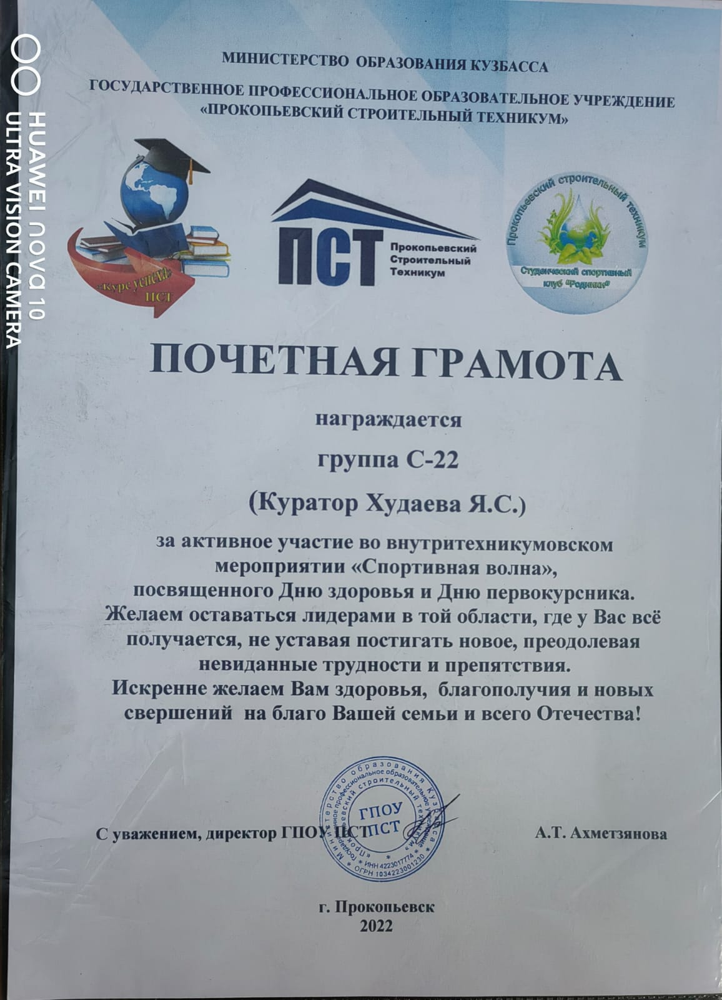 МИНИСТЕРСТВО ОБРАЗОВАНИЯ КУЗБАССА
ГОСУДАРСТВЕННОЕ ПРОФЕССИОНАЛЬНОЕ ОБРАЗОВАТЕЛЬНОЕ УЧРЕЖДЕНИЕ
«ПРОКОПЬЕВСКИЙ СТРОИТЕЛЬНЫЙ ТЕХНИКУМ»
«Курс успеха»
ПСТ
ПСТ
Прокопьевский
Строительный
Техникум
Прокопьевский строительный техникум
Студенческий спортивный
клуб "Родники"
ПОЧЕТНАЯ ГРАМОТА
награждается
группа С-22
(Куратор Худаева Я.С.)
за активное участие во внутритехникумовском
мероприятии «Спортивная волна»,
посвященного Дню здоровья и Дню первокурсника.
Желаем оставаться лидерами в той области, где у Вас всё
получается, не уставая постигать новое, преодолевая
невиданные трудности и препятствия.
Искренне желаем Вам здоровья, благополучия и новых
свершений на благо Вашей семьи и всего Отечества!
С уважением, директор ГПОУ ПСТ
А.Т. Ахметзянова
Министерство образования Кузбасса
* ОГРН 1034223001230 *
Государственное профессиональное образовательное учреждение
* ИНН 4223017774 *
«Прокопьевский строительный техникум»
ГПОУ
ПСТ
г. Прокопьевск
2022
HUAWEI nova 10
ULTRA VISION CAMERA